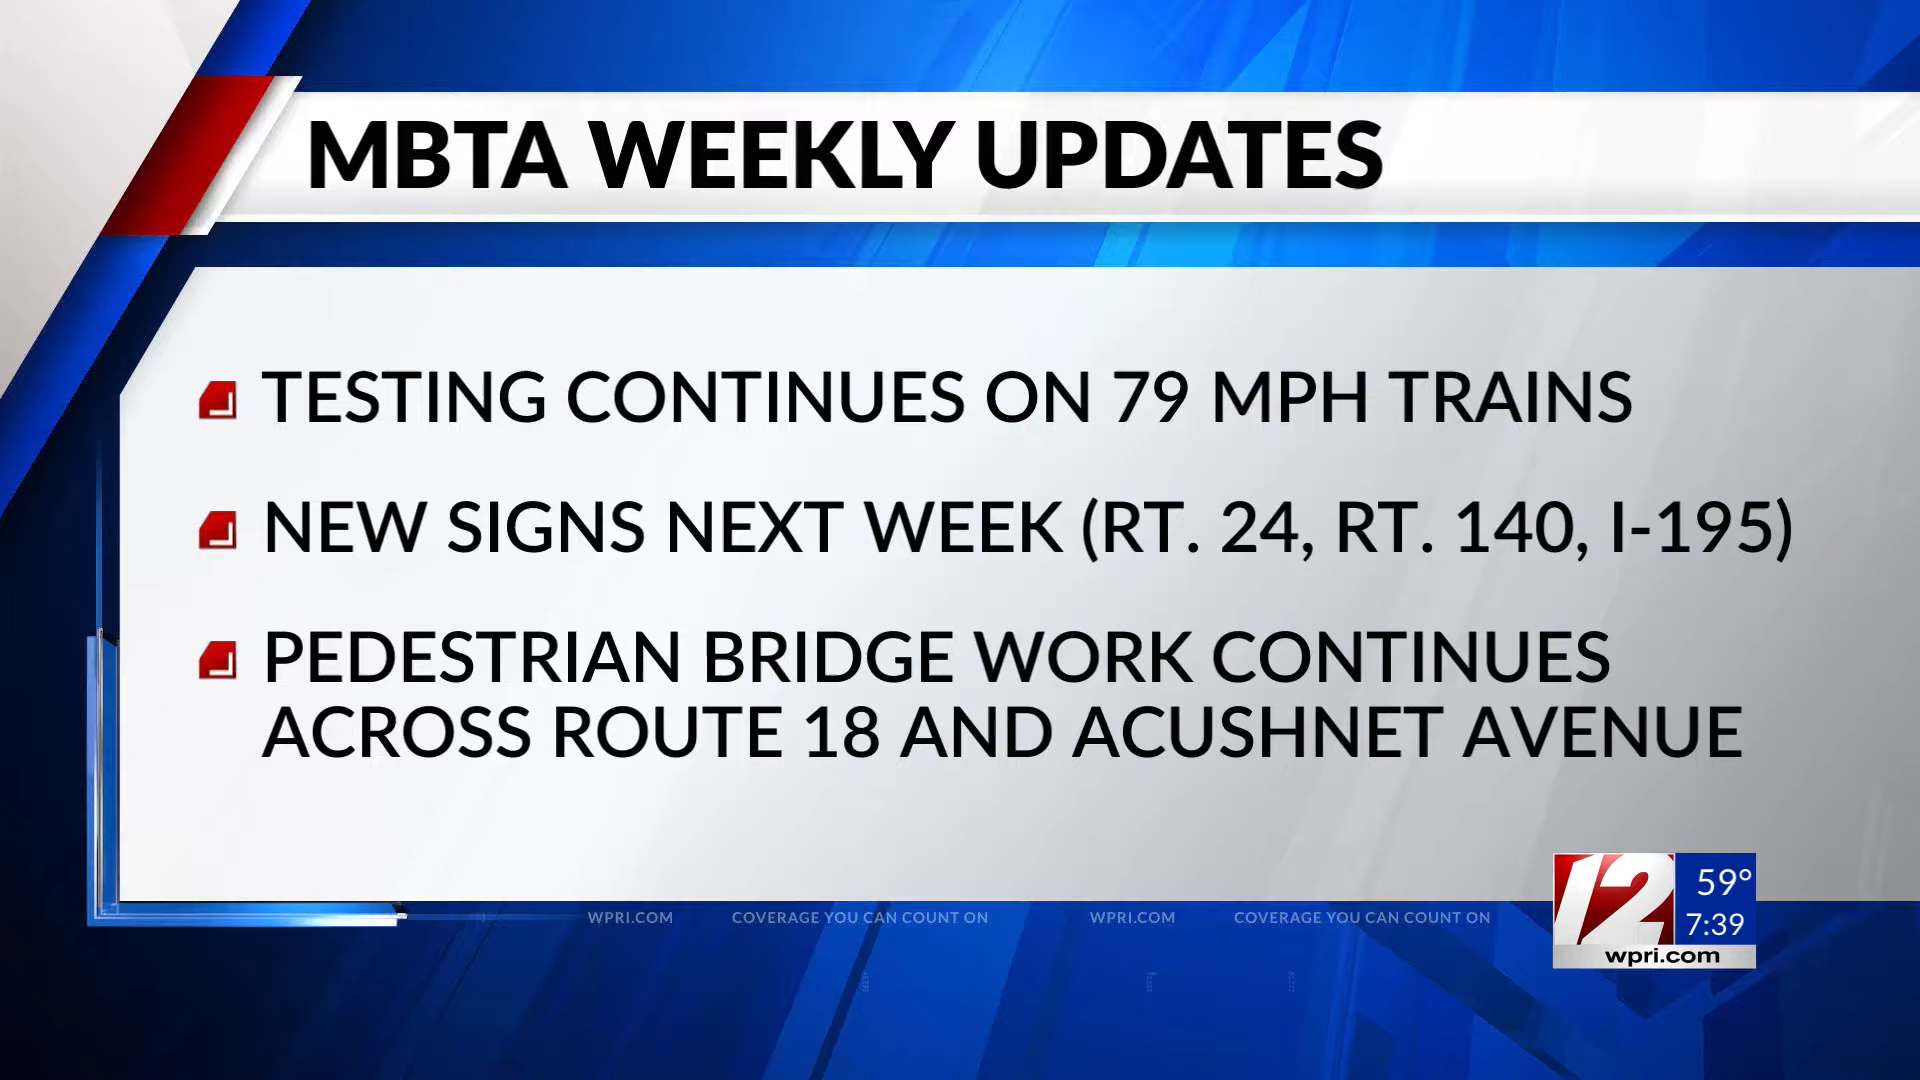 MBTA WEEKLY UPDATES
TESTING CONTINUES ON 79 MPH TRAINS
NEW SIGNS NEXT WEEK (RT. 24, RT. 140, I-195)
PEDESTRIAN BRIDGE WORK CONTINUES
ACROSS ROUTE 18 AND ACUSHNET AVENUE
WPRI.COM COVERAGE YOU CAN COUNT ON WPRI.COM COVERAGE YOU CAN COUNT ON
12
59°
7:39
wpri.com